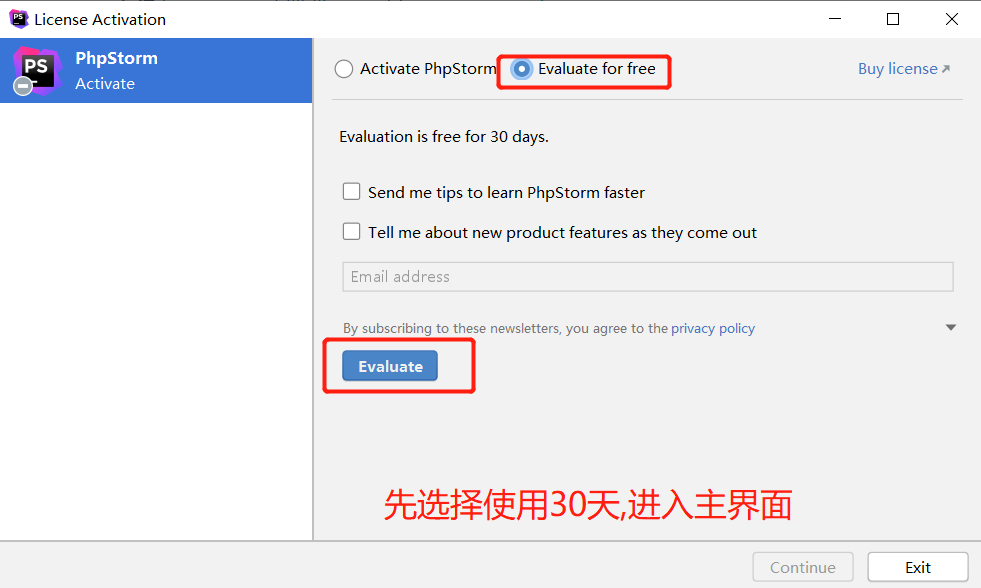 License Activation
PS
PhpStorm
Activate
Activate PhpStorm
Evaluate for free
Buy license
Evaluation is free for 30 days.
Send me tips to learn PhpStorm faster
Tell me about new product features as they come out
Email address
By subscribing to these newsletters, you agree to the privacy policy
Evaluate
先选择使用30天,进入主界面
Continue
Exit